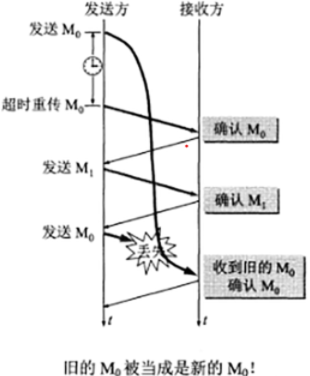 发送方 接收方
发送 M0
超时重传 M0
确认 M0
发送 M1
确认 M1
发送 M0
丢失
收到旧的 M0
确认 M0
t t
旧的 M0 被当成是新的 M0!